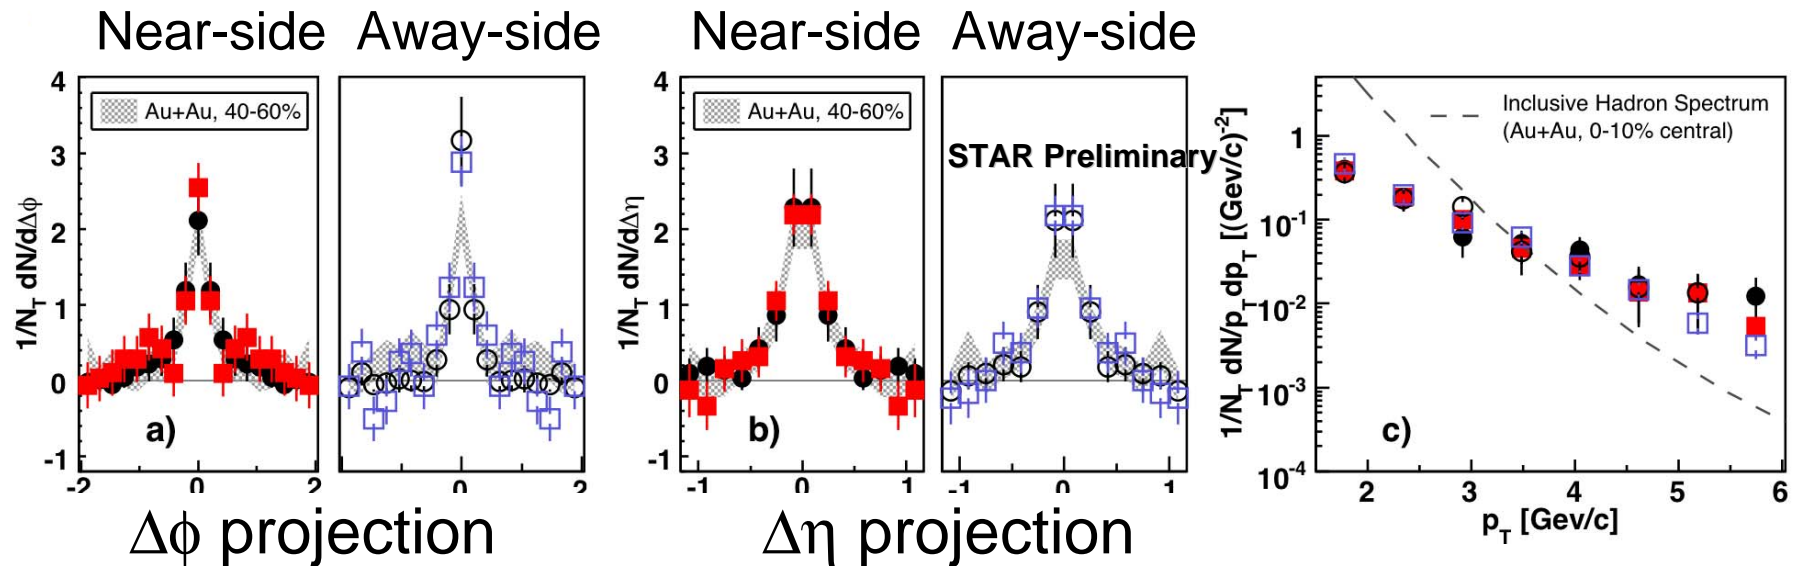 Near-side Away-side Near-side Away-side
4
3
2
1
0
-1
1/N_T dN/dΔφ
Au+Au, 40-60%
a)
-2 0 2
0 2
Δφ projection
4
3
2
1
0
-1
1/N_T dN/dΔη
Au+Au, 40-60%
b)
STAR Preliminary
-1 0 1
-1 0 1
Δη projection
1/N_T dN/p_T dp_T [(Gev/c)^-2]
1
10^-1
10^-2
10^-3
10^-4
Inclusive Hadron Spectrum
(Au+Au, 0-10% central)
c)
2 3 4 5 6
p_T [Gev/c]